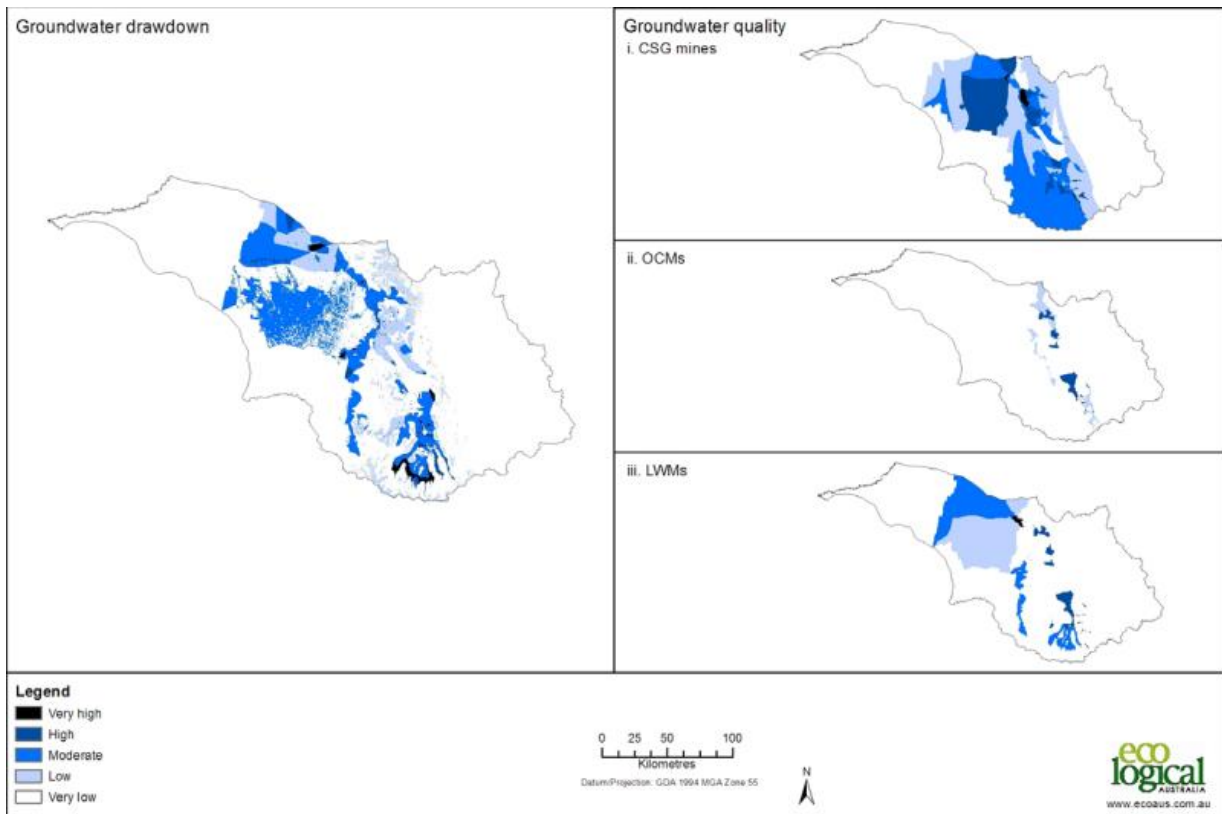 Groundwater drawdown
Groundwater quality
i. CSG mines
ii. OCMs
iii. LWMs
Legend
Very high
High
Moderate
Low
Very low
0 25 50 100
Kilometres
Datum/Projection: GDA 1994 MGA Zone 55
N
eco
logical
AUSTRALIA
www.ecoaus.com.au